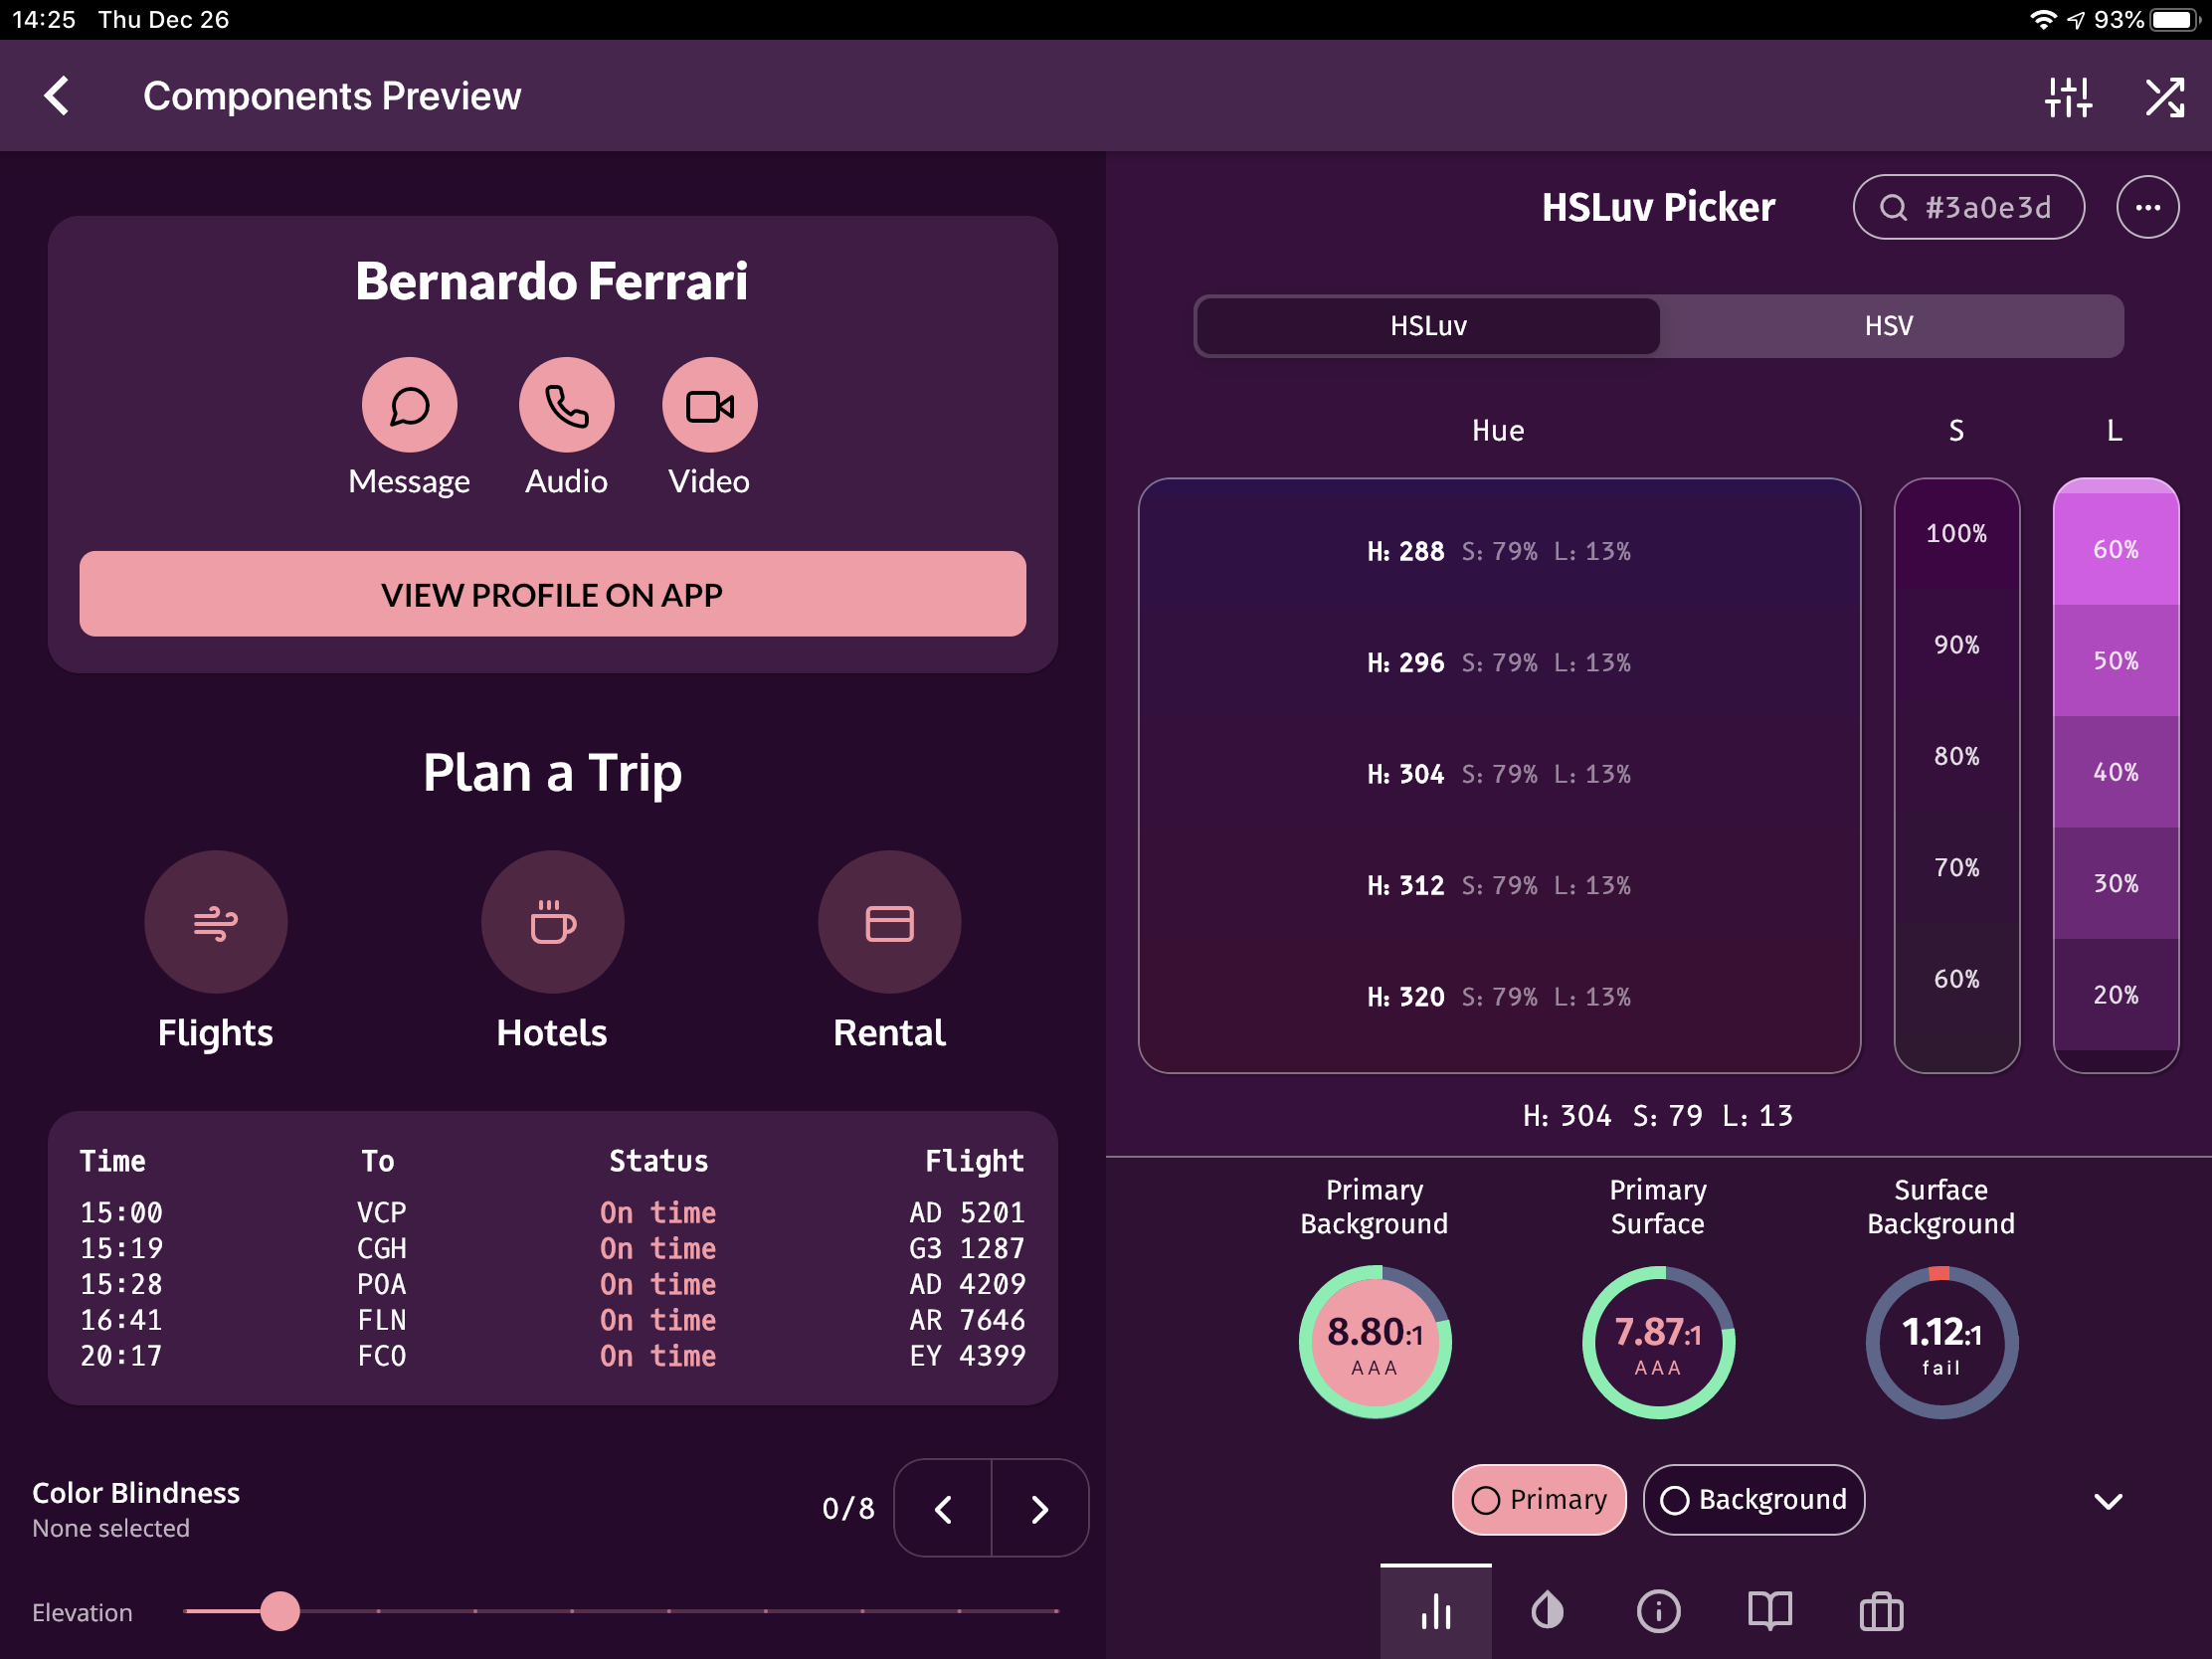 14:25 Thu Dec 26 93%
Components Preview
Bernardo Ferrari
Message Audio Video
VIEW PROFILE ON APP
Plan a Trip
Flights Hotels Rental
Time To Status Flight
15:00 VCP On time AD 5201
15:19 CGH On time G3 1287
15:28 POA On time AD 4209
16:41 FLN On time AR 7646
20:17 FCO On time EY 4399
Color Blindness
None selected
0/8
Elevation
HSLuv Picker #3a0e3d
HSLuv HSV
Hue S L
H: 288 S: 79% L: 13% 100% 60%
H: 296 S: 79% L: 13% 90% 50%
H: 304 S: 79% L: 13% 80% 40%
H: 312 S: 79% L: 13% 70% 30%
H: 320 S: 79% L: 13% 60% 20%
H: 304 S: 79 L: 13
Primary Primary Surface
Background Surface Background
8.80:1 7.87:1 1.12:1
AAA AAA fail
Primary Background